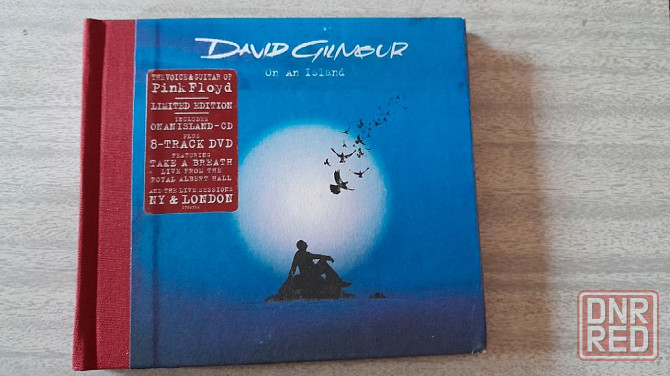 DAVID GILMOUR
On An Island
THE VOICE & GUITAR OF
Pink Floyd
LIMITED EDITION
INCLUDES
ON AN ISLAND-CD
PLUS
8-TRACK DVD
FEATURING
TAKE A BREATH
LIVE FROM THE
ROYAL ALBERT HALL
AND THE LIVE SESSIONS
NY & LONDON
DNR
RED